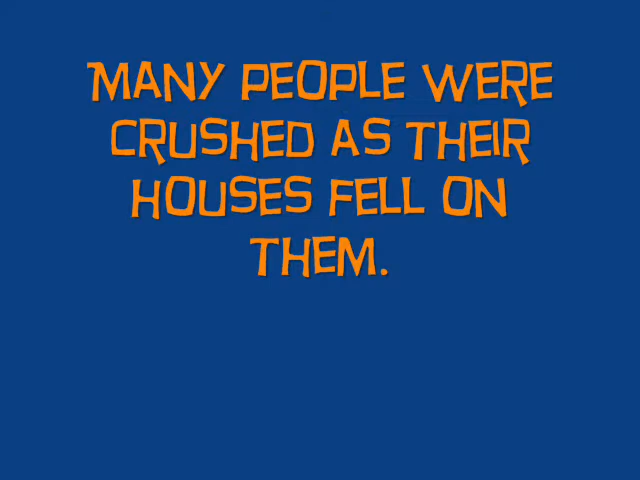 MANY PEOPLE WERE
CRUSHED AS THEIR
HOUSES FELL ON
THEM.